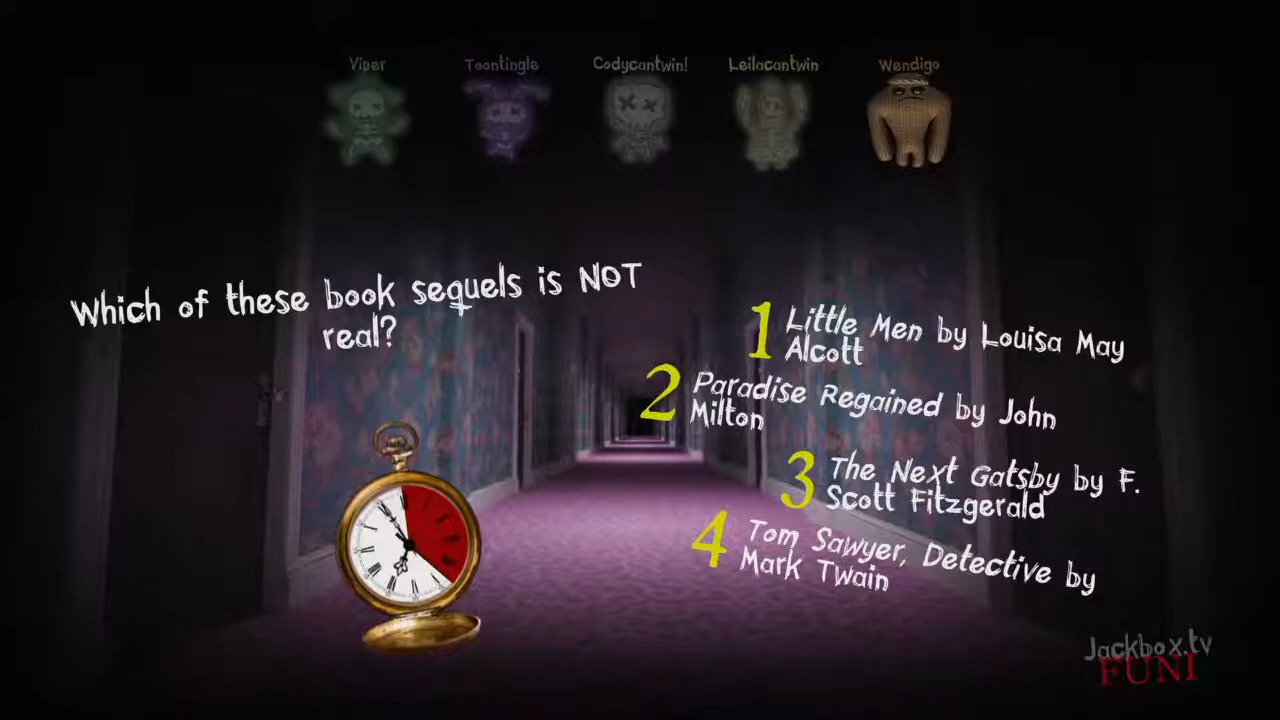 Viper
Toontingle
Codycantwin!
Leilacantwin
Wendigo
Which of these book sequels is NOT
real?
1 Little Men by Louisa May
Alcott
2 Paradise Regained by John
Milton
3 The Next Gatsby by F.
Scott Fitzgerald
4 Tom Sawyer, Detective by
Mark Twain
Jackbox.tv
FUNI